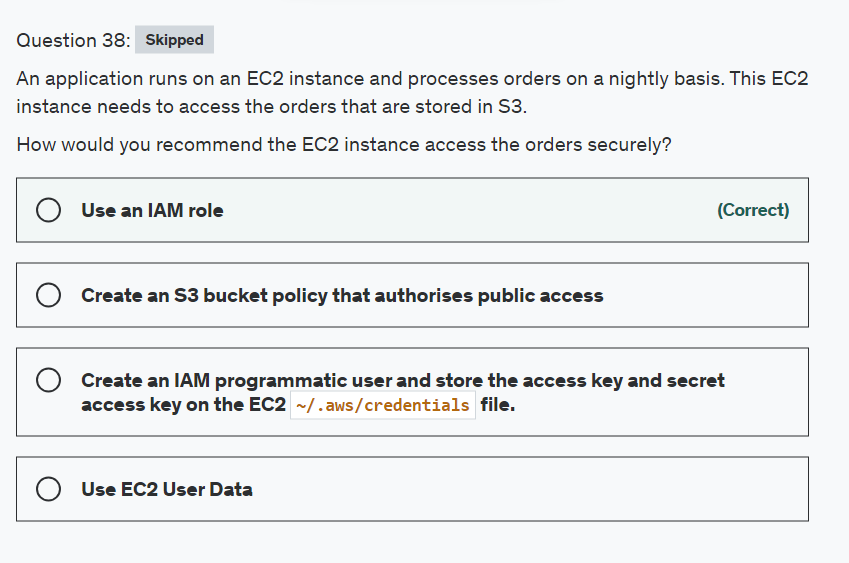 Question 38: Skipped
An application runs on an EC2 instance and processes orders on a nightly basis. This EC2
instance needs to access the orders that are stored in S3.
How would you recommend the EC2 instance access the orders securely?
Use an IAM role (Correct)
Create an S3 bucket policy that authorises public access
Create an IAM programmatic user and store the access key and secret
access key on the EC2 ~/.aws/credentials file.
Use EC2 User Data